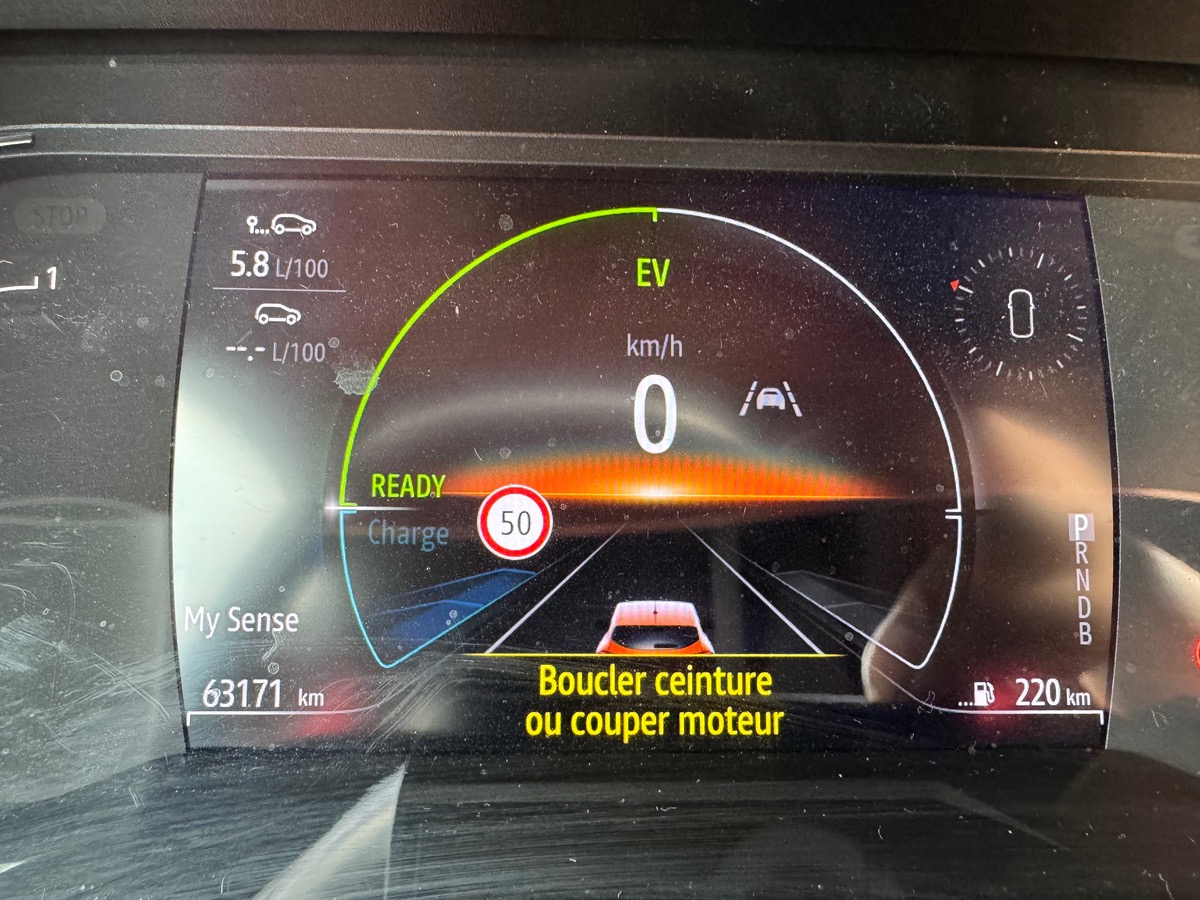 STOP
1
5.8 L/100
--.- L/100
EV
km/h
0
READY
50
Charge
My Sense
63171 km
Boucler ceinture
ou couper moteur
P
R
N
D
B
...220 km